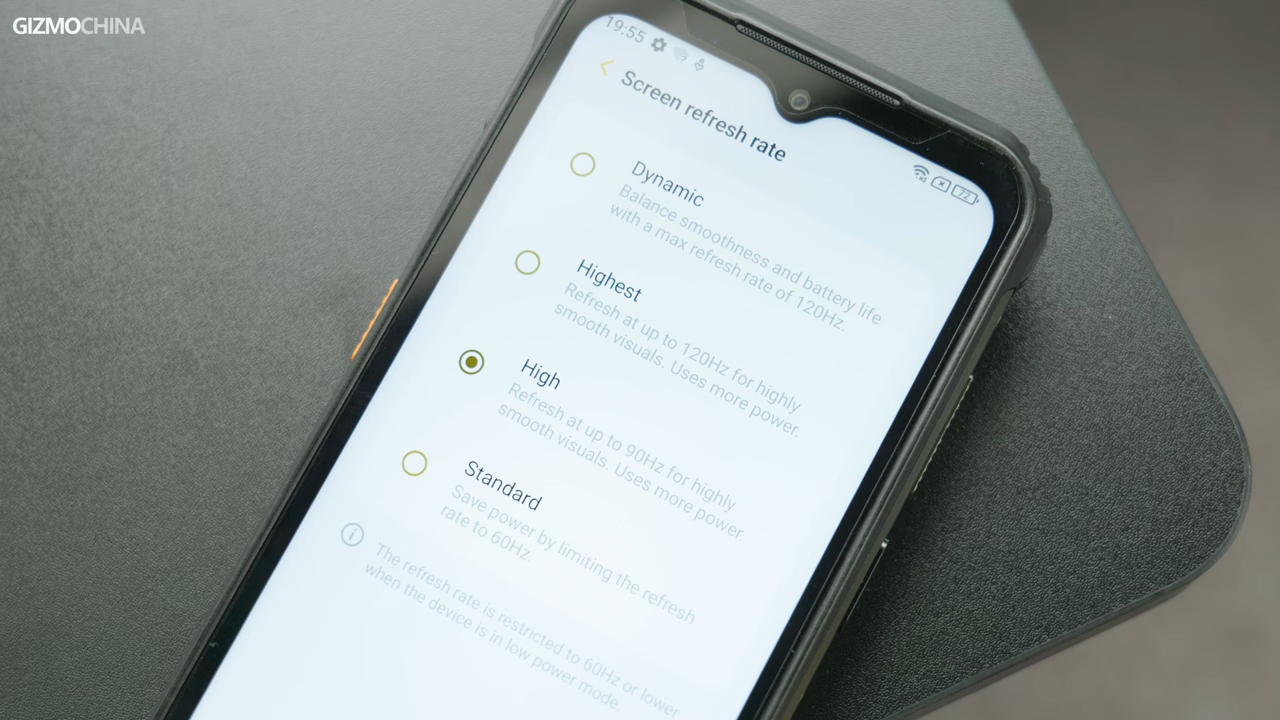 GIZMOCHINA
19:55
Screen refresh rate
72
Dynamic
Balance smoothness and battery life
with a max refresh rate of 120Hz.
Highest
Refresh at up to 120Hz for highly
smooth visuals. Uses more power.
High
Refresh at up to 90Hz for highly
smooth visuals. Uses more power.
Standard
Save power by limiting the refresh
rate to 60Hz.
The refresh rate is restricted to 60Hz or lower
when the device is in low power mode.